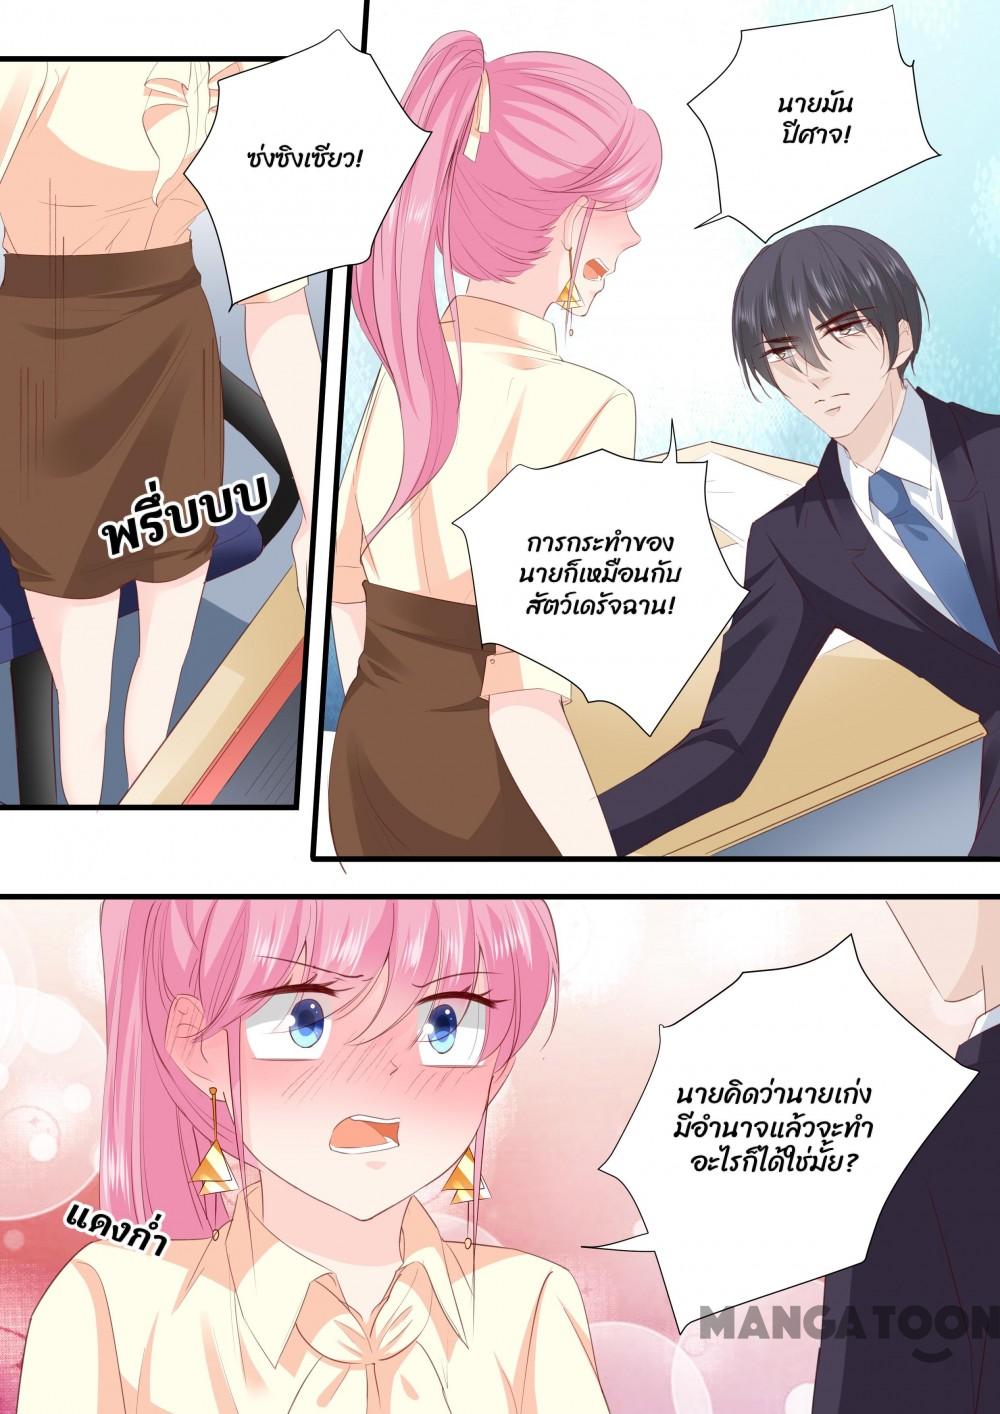 ซ่งซิงเซียว!
พรึ่บบบ
นายมัน
ปีศาจ!
การกระทำของ
นายก็เหมือนกับ
สัตว์เดรัจฉาน!
นายคิดว่านายเก่ง
มีอำนาจแล้วจะทำ
อะไรก็ได้ใช่มั้ย?
แดงก่ำ
MANGATOON